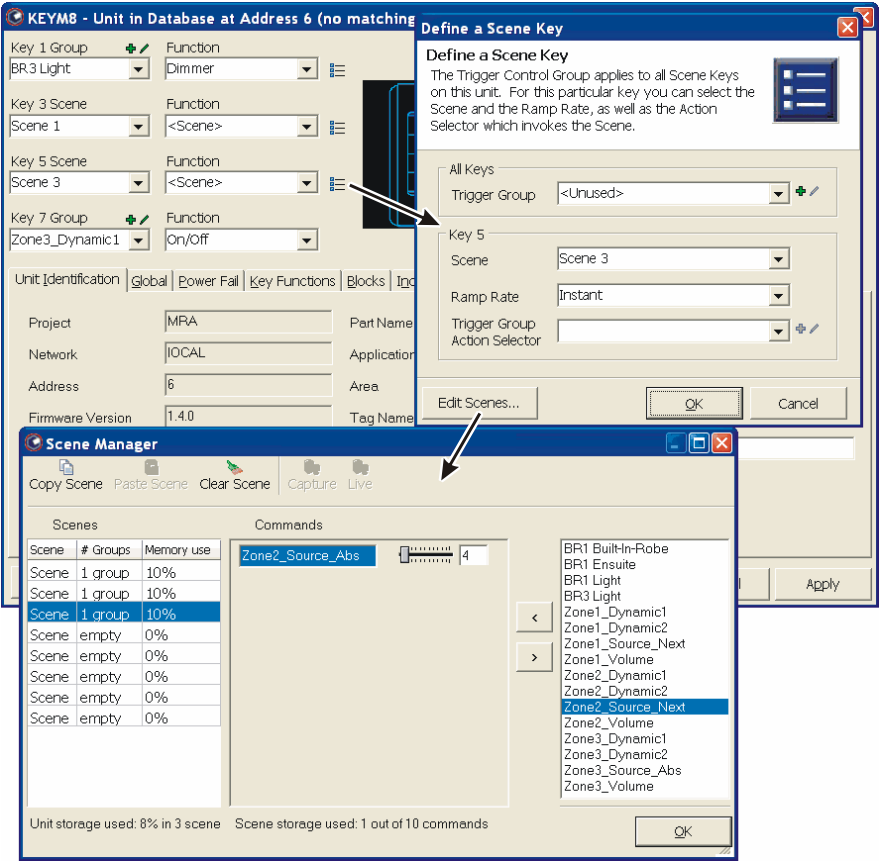 KEYM8 - Unit in Database at Address 6 (no matching
Key 1 Group Function
BR3 Light Dimmer
Key 3 Scene Function
Scene 1 <Scene>
Key 5 Scene Function
Scene 3 <Scene>
Key 7 Group Function
Zone3_Dynamic1 On/Off
Unit Identification Global Power Fail Key Functions Blocks
Project MRA Part Name
Network IOCAL Application
Address 6 Area
Firmware Version 1.4.0 Tag Name
Apply
Define a Scene Key
Define a Scene Key
The Trigger Control Group applies to all Scene Keys
on this unit. For this particular key you can select the
Scene and the Ramp Rate, as well as the Action
Selector which invokes the Scene.
All Keys
Trigger Group <Unused>
Key 5
Scene Scene 3
Ramp Rate Instant
Trigger Group
Action Selector
Edit Scenes... OK Cancel
Scene Manager
Copy Scene Paste Scene Clear Scene Capture Live
Scenes Commands
Scene # Groups Memory use
Scene 1 group 10%
Scene 1 group 10%
Scene 1 group 10%
Scene empty 0%
Scene empty 0%
Scene empty 0%
Scene empty 0%
Scene empty 0%
Zone2_Source_Abs 4
<
>
BR1 Built-In-Robe
BR1 Ensuite
BR1 Light
BR3 Light
Zone1_Dynamic1
Zone1_Dynamic2
Zone1_Source_Next
Zone1_Volume
Zone2_Dynamic1
Zone2_Dynamic2
Zone2_Source_Next
Zone2_Volume
Zone3_Dynamic1
Zone3_Dynamic2
Zone3_Source_Abs
Zone3_Volume
Unit storage used: 8% in 3 scene Scene storage used: 1 out of 10 commands
OK